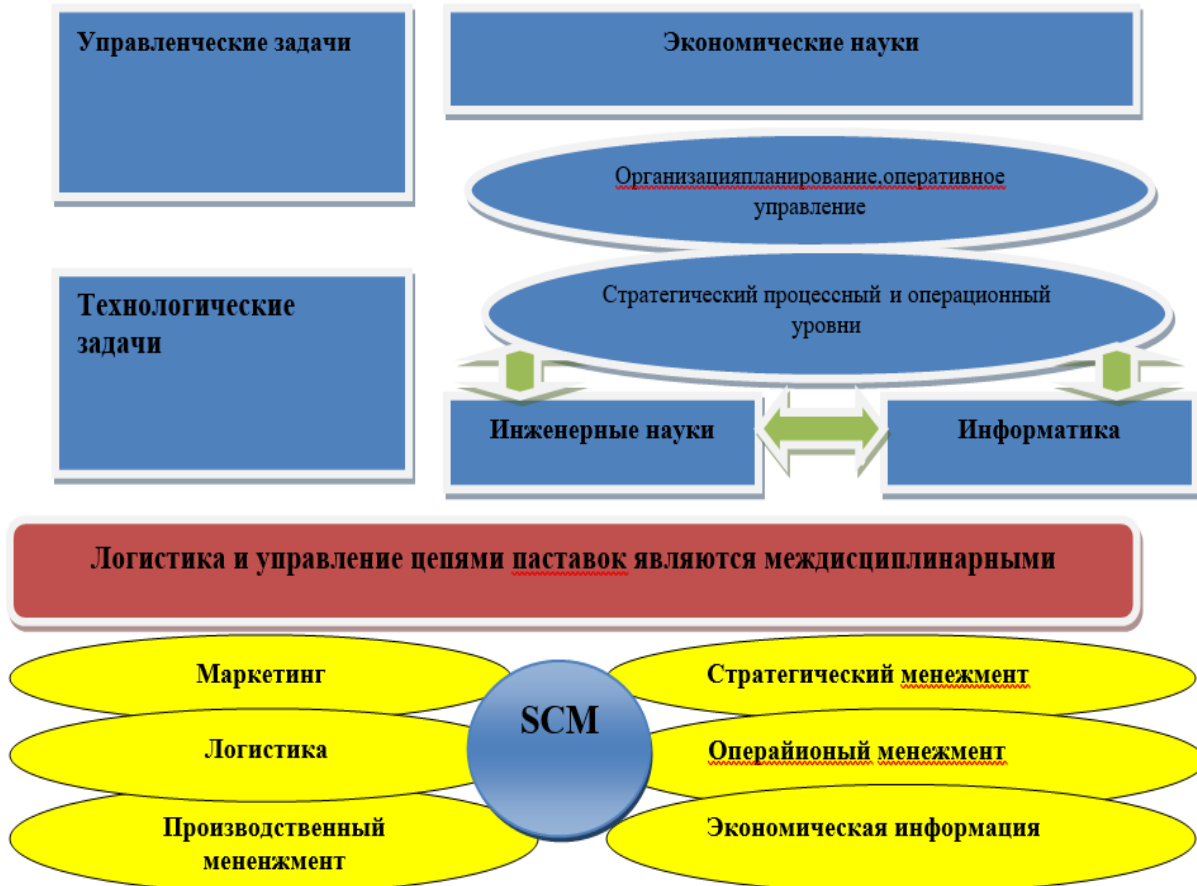 Управленческие задачи
Экономические науки
Организацияпланирование,оперативное
управление
Стратегический процессный и операционный
уровни
Технологические
задачи
Инженерные науки
Информатика
Логистика и управление цепями паставок являются междисциплинарными
Маркетинг
Стратегический менежмент
SCM
Логистика
Операйионый менежмент
Производственный
мененжмент
Экономическая информация